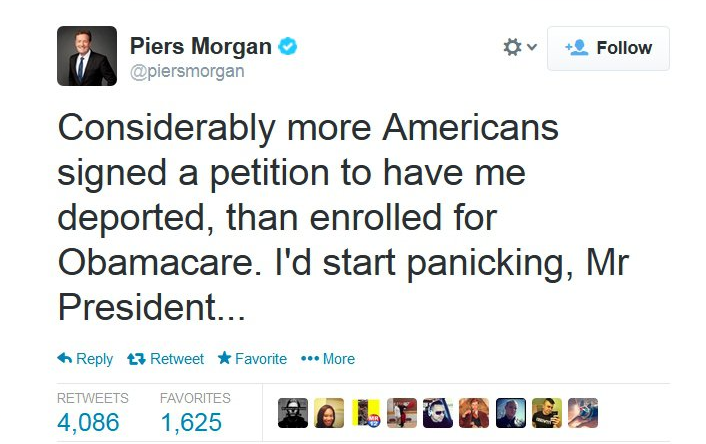 Piers Morgan
@piersmorgan
Follow
Considerably more Americans
signed a petition to have me
deported, than enrolled for
Obamacare. I'd start panicking, Mr
President...
Reply Retweet Favorite More
RETWEETS FAVORITES
4,086 1,625